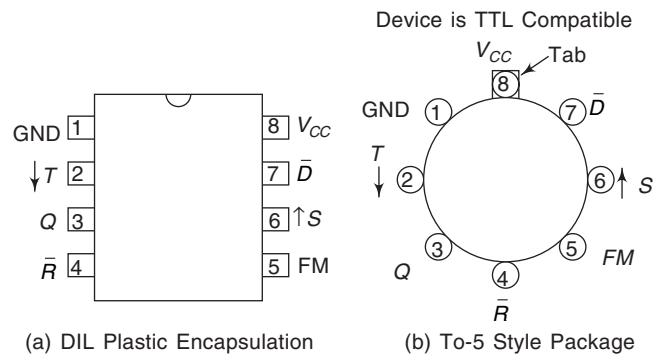 Device is TTL Compatible
V_CC
Tab
8
GND 1
8 V_CC
↓ T 2
7 D̄
Q 3
6 ↑S
R̄ 4
5 FM
GND
1
7
D̄
T
↓
2
6
↑
S
3
5
Q
4
FM
R̄
(a) DIL Plastic Encapsulation
(b) To-5 Style Package